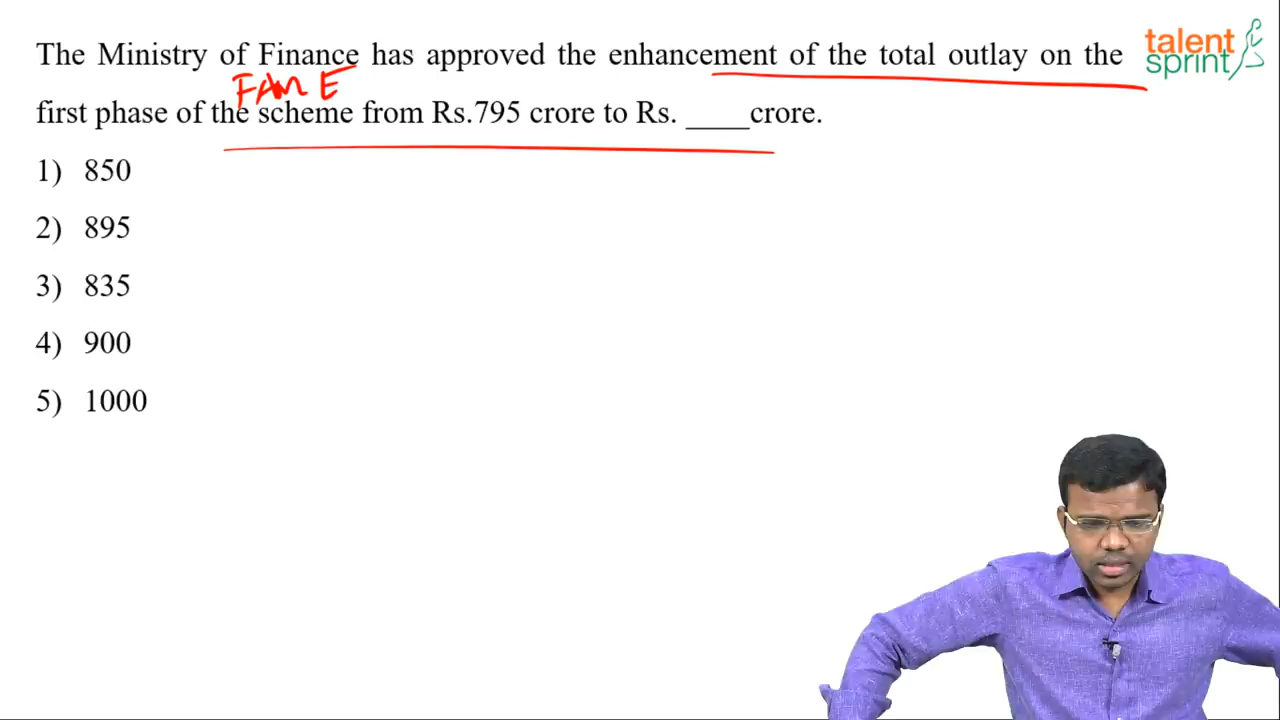 The Ministry of Finance has approved the enhancement of the total outlay on the
FAME
first phase of the scheme from Rs.795 crore to Rs. ____crore.
1) 850
2) 895
3) 835
4) 900
5) 1000
talent
sprint